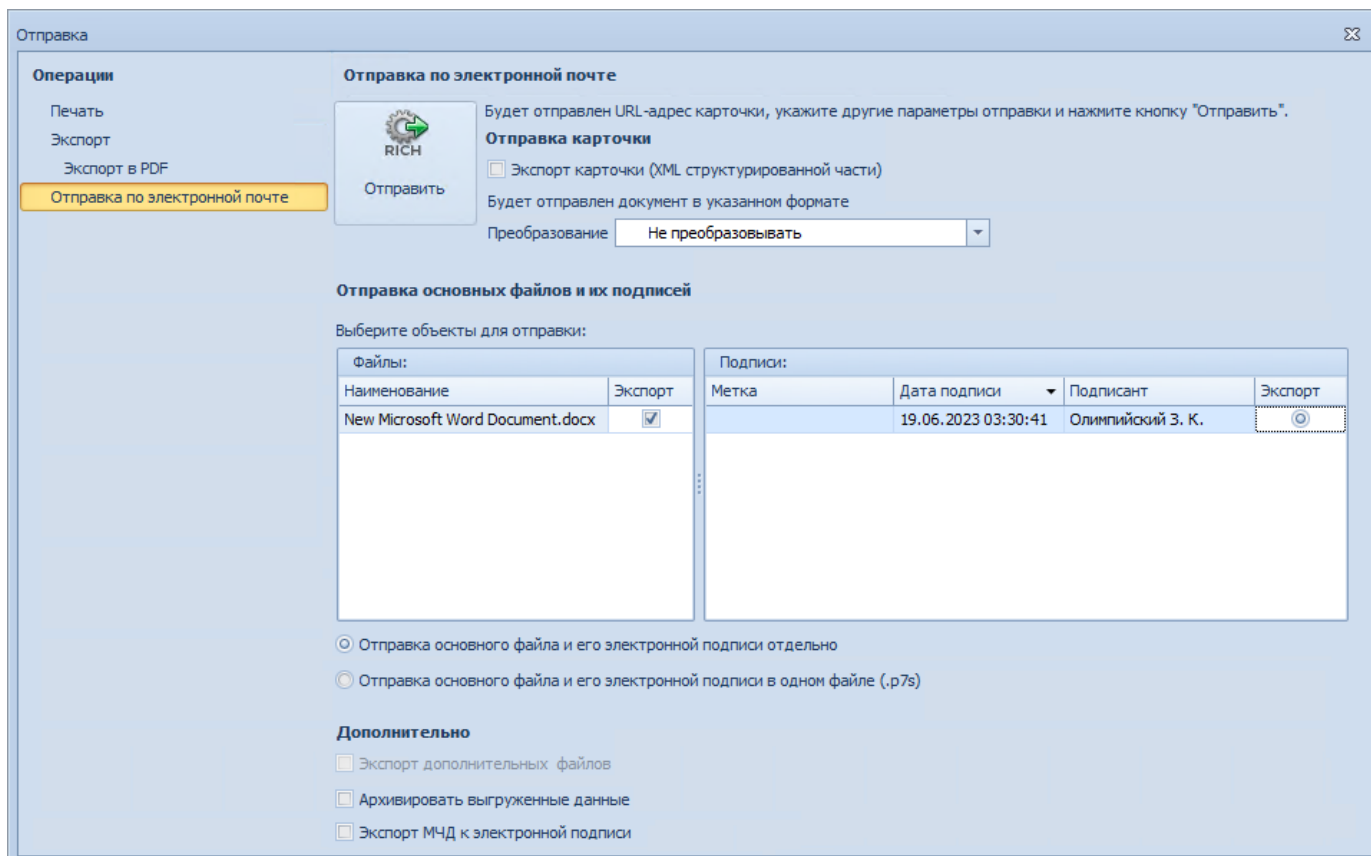 Отправка
Операции
Печать
Экспорт
Экспорт в PDF
Отправка по электронной почте
Отправка по электронной почте
RICH
Отправить
Будет отправлен URL-адрес карточки, укажите другие параметры отправки и нажмите кнопку "Отправить".
Отправка карточки
Экспорт карточки (XML структурированной части)
Будет отправлен документ в указанном формате
Преобразование Не преобразовывать
Отправка основных файлов и их подписей
Выберите объекты для отправки:
Файлы:
Наименование Экспорт
New Microsoft Word Document.docx
Подписи:
Метка Дата подписи Подписант Экспорт
19.06.2023 03:30:41 Олимпийский З. К.
Отправка основного файла и его электронной подписи отдельно
Отправка основного файла и его электронной подписи в одном файле (.p7s)
Дополнительно
Экспорт дополнительных файлов
Архивировать выгруженные данные
Экспорт МЧД к электронной подписи